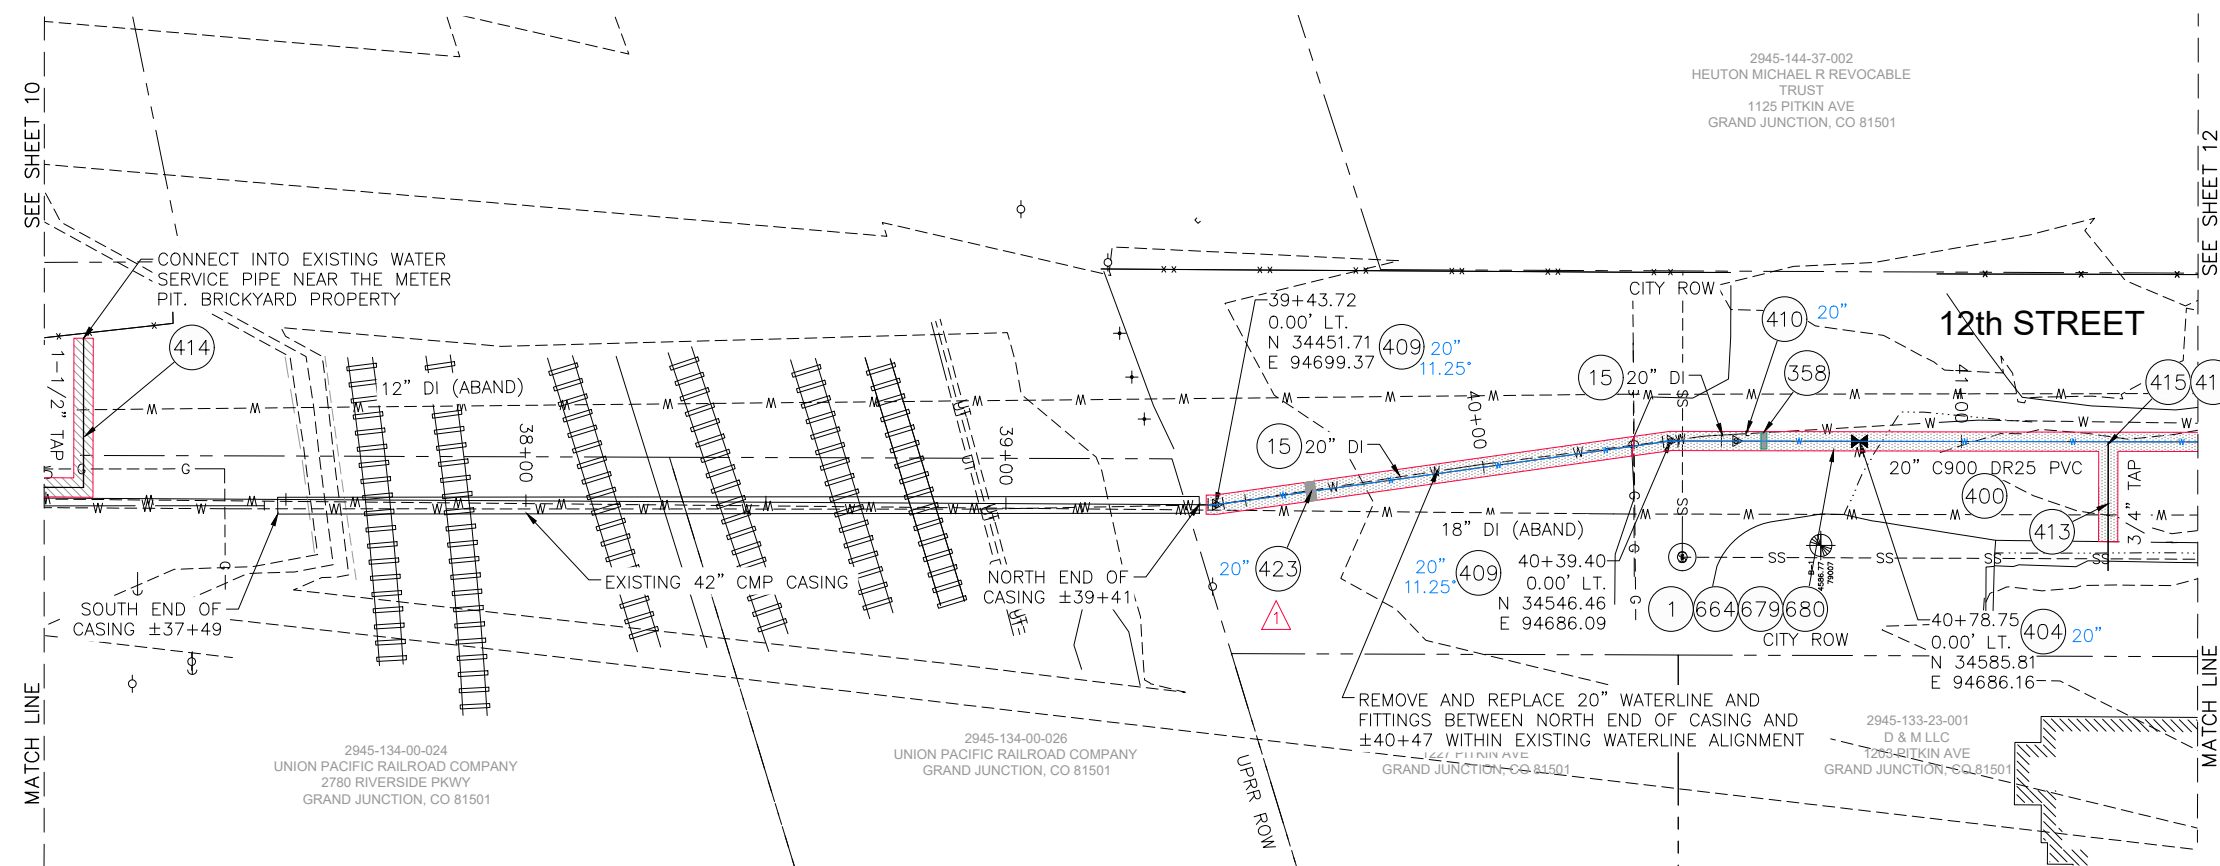 SEE SHEET 10
MATCH LINE
2945-144-37-002
HEUTON MICHAEL R REVOCABLE
TRUST
1125 PITKIN AVE
GRAND JUNCTION, CO 81501
SEE SHEET 12
MATCH LINE
CONNECT INTO EXISTING WATER
SERVICE PIPE NEAR THE METER
PIT. BRICKYARD PROPERTY
414
1-1/2" TAP
12" DI (ABAND)
38+00
39+00
40+00
41+00
39+43.72
0.00' LT.
N 34451.71
E 94699.37
409
20"
11.25°
CITY ROW
410
20"
12th STREET
15
20" DI
358
415
41
15
20" DI
20" C900 DR25 PVC
400
413
3/4" TAP
18" DI (ABAND)
EXISTING 42" CMP CASING
NORTH END OF
CASING ±39+41
SOUTH END OF
CASING ±37+49
20"
423
1
20"
11.25°
409
40+39.40
0.00' LT.
N 34546.46
E 94686.09
1
664
679
680
CITY ROW
40+78.75
0.00' LT.
N 34585.81
E 94686.16
404
20"
REMOVE AND REPLACE 20" WATERLINE AND
FITTINGS BETWEEN NORTH END OF CASING AND
±40+47 WITHIN EXISTING WATERLINE ALIGNMENT
2945-134-00-024
UNION PACIFIC RAILROAD COMPANY
2780 RIVERSIDE PKWY
GRAND JUNCTION, CO 81501
2945-134-00-026
UNION PACIFIC RAILROAD COMPANY
GRAND JUNCTION, CO 81501
UPRR ROW
1227 PITKIN AVE
GRAND JUNCTION, CO 81501
2945-133-23-001
D & M LLC
1203 PITKIN AVE
GRAND JUNCTION, CO 81501